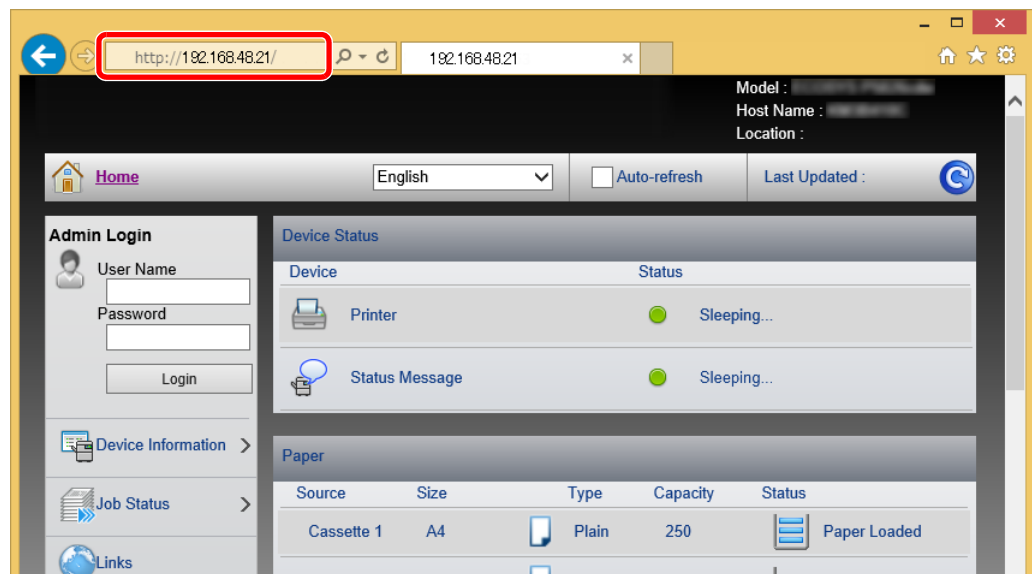 http://192.168.48.21/
192.168.48.21
Model :
Host Name :
Location :
Home
English
Auto-refresh
Last Updated :
Admin Login
User Name
Password
Login
Device Information
Job Status
Links
Device Status
Device Status
Printer Sleeping...
Status Message Sleeping...
Paper
Source Size Type Capacity Status
Cassette 1 A4 Plain 250 Paper Loaded